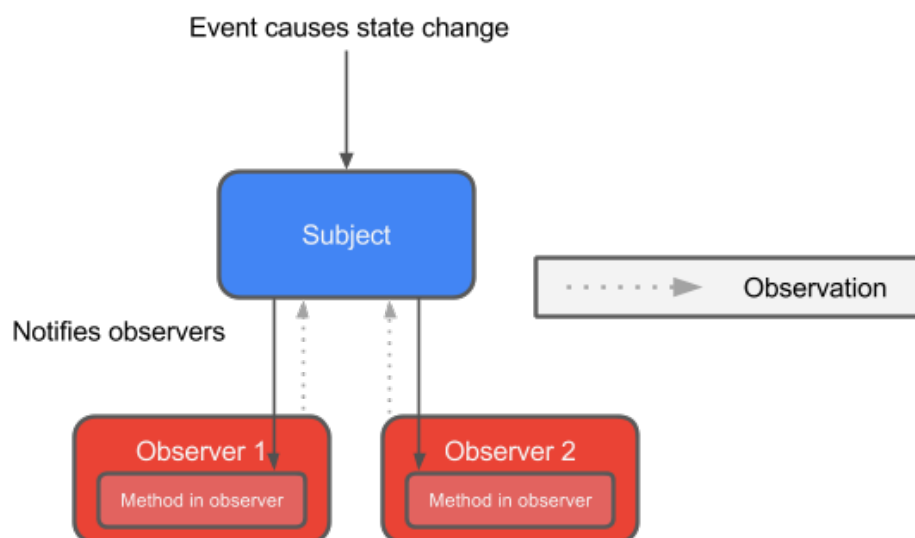 Event causes state change
Subject
Observation
Notifies observers
Observer 1
Observer 2
Method in observer
Method in observer